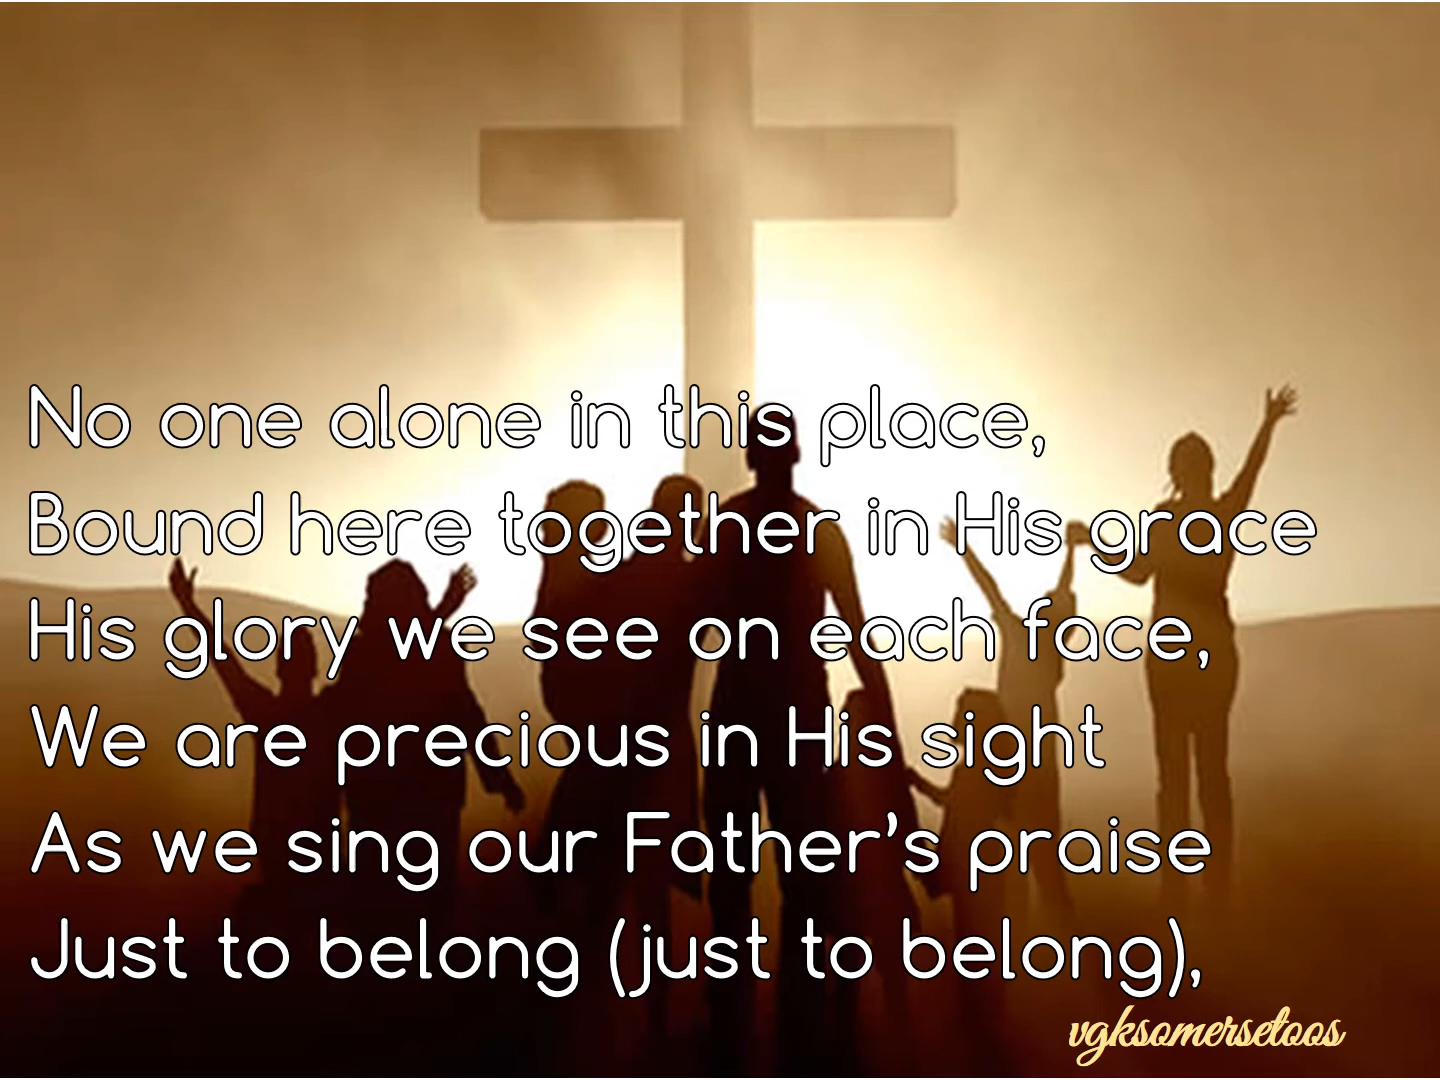 No one alone in this place,
Bound here together in His grace
His glory we see on each face,
We are precious in His sight
As we sing our Father’s praise
Just to belong (just to belong),
vgksomersetoos